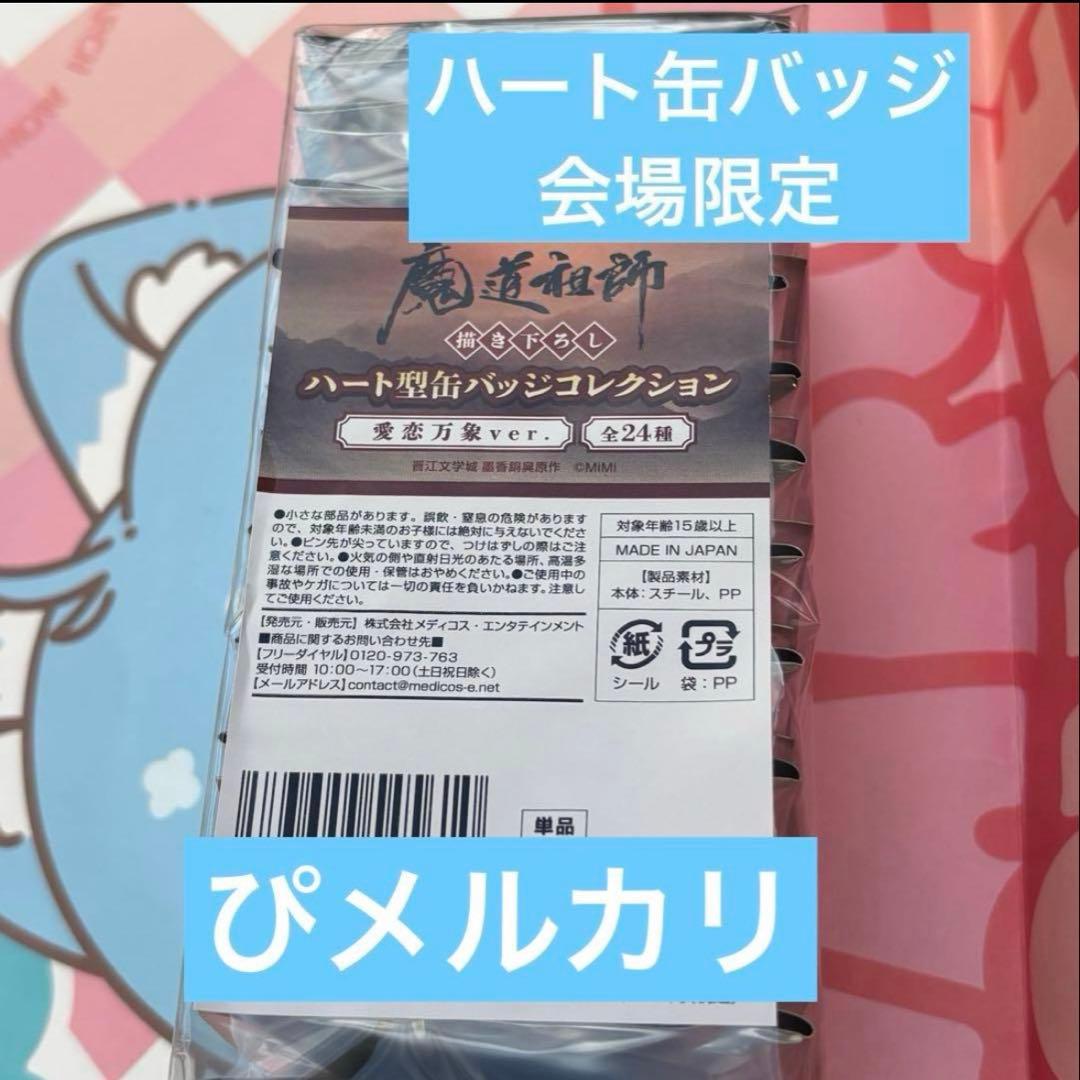 ハート缶バッジ
会場限定
魔道祖師
描き下ろし
ハート型缶バッジコレクション
愛恋万象ver. 全24種
晋江文学城 墨香銅臭原作 ©MiMi
●小さな部品があります。誤飲・窒息の危険があります
ので、対象年齢未満のお子様には絶対に与えないでくださ
い。●ピン先が尖っていますので、つけはずしの際はご注
意ください。●火気の側や直射日光のあたる場所、高温多
湿な場所での使用・保管はおやめください。●ご使用中の
事故やケガについては一切の責任を負いかねます。注意し
てご使用ください。
【発売元・販売元】株式会社メディコス・エンタテインメント
■商品に関するお問い合わせ先■
【フリーダイヤル】0120-973-763
受付時間 10:00〜17:00(土日祝日除く)
【メールアドレス】contact@medicos-e.net
対象年齢15歳以上
MADE IN JAPAN
【製品素材】
本体：スチール、PP
紙 プラ
シール 袋：PP
単品
ぴメルカリ